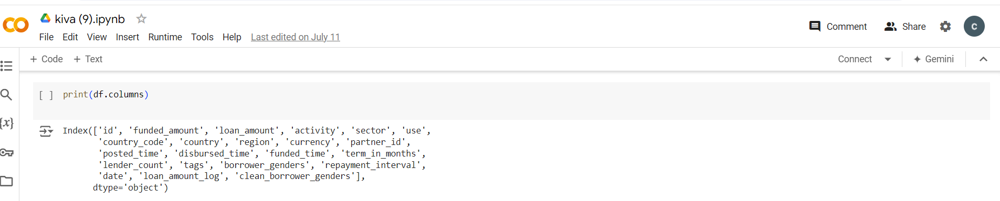 kiva (9).ipynb
Comment
Share
C
File Edit View Insert Runtime Tools Help Last edited on July 11
+ Code + Text
Connect
Gemini
{x}
[ ] print(df.columns)
Index(['id', 'funded_amount', 'loan_amount', 'activity', 'sector', 'use',
'country_code', 'country', 'region', 'currency', 'partner_id',
'posted_time', 'disbursed_time', 'funded_time', 'term_in_months',
'lender_count', 'tags', 'borrower_genders', 'repayment_interval',
'date', 'loan_amount_log', 'clean_borrower_genders'],
dtype='object')